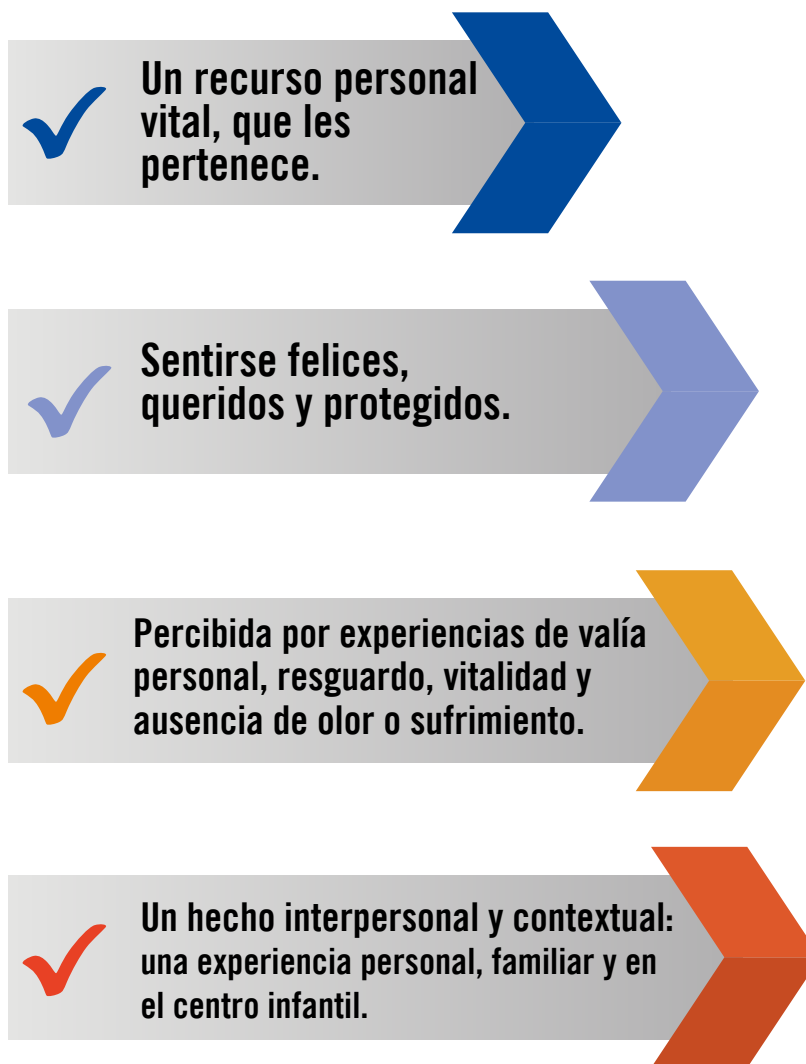 Un recurso personal
vital, que les
pertenece.
Sentirse felices,
queridos y protegidos.
Percibida por experiencias de valía
personal, resguardo, vitalidad y
ausencia de olor o sufrimiento.
Un hecho interpersonal y contextual:
una experiencia personal, familiar y en
el centro infantil.